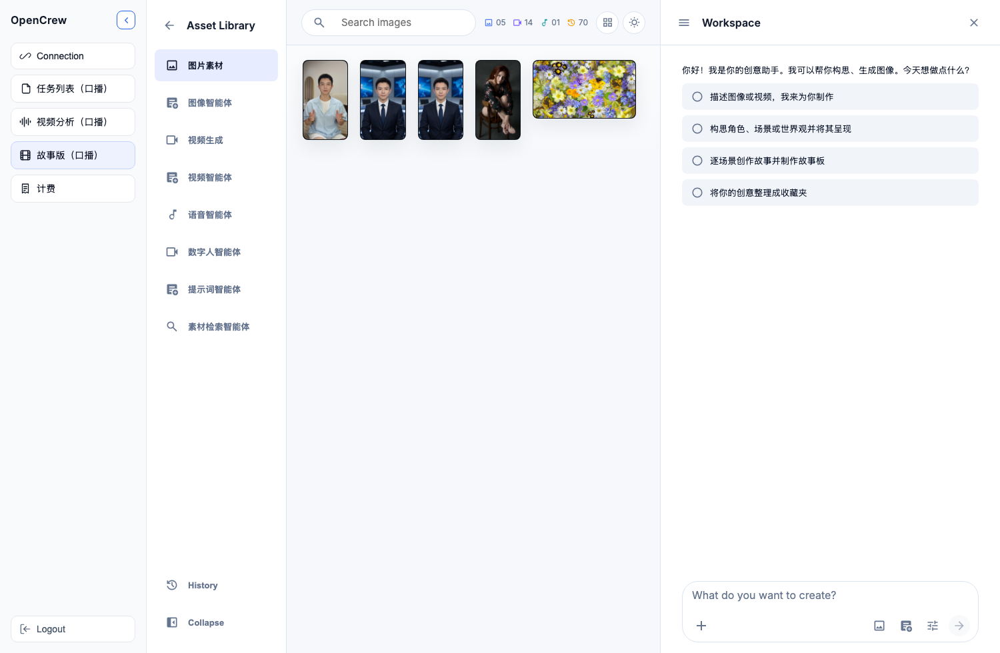 OpenCrew
Connection
任务列表（口播）
视频分析（口播）
故事版（口播）
计费
Logout
Asset Library
图片素材
图像智能体
视频生成
视频智能体
语音智能体
数字人智能体
提示词智能体
素材检索智能体
History
Collapse
Search images
05 14 01 70
Workspace
你好！我是你的创意助手。我可以帮你构思、生成图像。今天想做点什么？
描述图像或视频，我来为你制作
构思角色、场景或世界观并将其呈现
逐场景创作故事并制作故事板
将你的创意整理成收藏夹
What do you want to create?